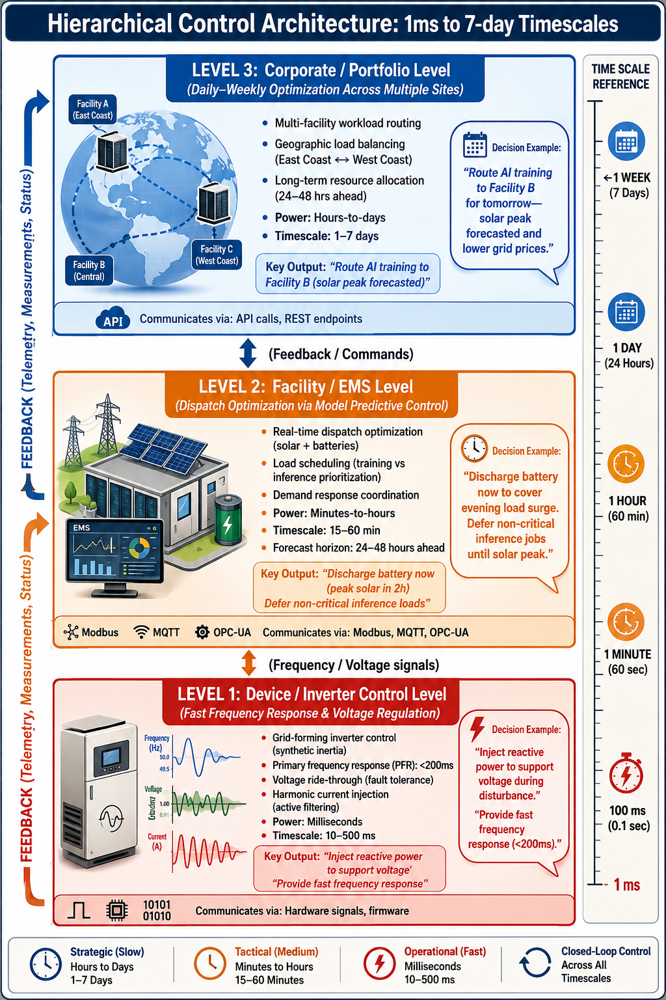 Hierarchical Control Architecture: 1ms to 7-day Timescales
LEVEL 3: Corporate / Portfolio Level
(Daily–Weekly Optimization Across Multiple Sites)
Facility A
(East Coast)
Facility B
(Central)
Facility C
(West Coast)
• Multi-facility workload routing
• Geographic load balancing
(East Coast ↔ West Coast)
• Long-term resource allocation
(24–48 hrs ahead)
• Power: Hours-to-days
• Timescale: 1–7 days
Key Output: “Route AI training to
Facility B (solar peak forecasted)”
Decision Example:
“Route AI training
to Facility B
for tomorrow—
solar peak
forecasted and
lower grid prices.”
API
Communicates via: API calls, REST endpoints
(Feedback / Commands)
LEVEL 2: Facility / EMS Level
(Dispatch Optimization via Model Predictive Control)
EMS
• Real-time dispatch optimization
(solar + batteries)
• Load scheduling (training vs
inference prioritization)
• Demand response coordination
• Power: Minutes-to-hours
• Timescale: 15–60 min
• Forecast horizon: 24–48 hours ahead
Key Output: “Discharge battery now
(peak solar in 2h)
Defer non-critical inference loads”
Decision Example:
“Discharge battery
now to cover
evening load surge.
Defer non-critical
inference jobs
until solar peak.”
Modbus
MQTT
OPC-UA
Communicates via: Modbus, MQTT, OPC-UA
(Frequency / Voltage signals)
LEVEL 1: Device / Inverter Control Level
(Fast Frequency Response & Voltage Regulation)
Frequency
(Hz)
50.0
49.5
Voltage
1.00
0.95
Current
(A)
• Grid-forming inverter control
(synthetic inertia)
• Primary frequency response (PFR): <200ms
• Voltage ride-through (fault tolerance)
• Harmonic current injection
(active filtering)
• Power: Milliseconds
• Timescale: 10–500 ms
Key Output: “Inject reactive power
to support voltage’
“Provide fast frequency response”
Decision Example:
“Inject reactive
power to support
voltage during
disturbance.”
“Provide fast
frequency
response (<200ms).”
10101
01010
Communicates via: Hardware signals, firmware
FEEDBACK (Telemetry, Measurements, Status)
FEEDBACK (Telemetry, Measurements, Status)
TIME SCALE
REFERENCE
←1 WEEK
(7 Days)
1 DAY
(24 Hours)
1 HOUR
(60 min)
1 MINUTE
(60 sec)
100 ms
(0.1 sec)
1 ms
Strategic (Slow)
Hours to Days
1–7 Days
Tactical (Medium)
Minutes to Hours
15–60 Minutes
Operational (Fast)
Milliseconds
10–500 ms
Closed-Loop Control
Across All
Timescales